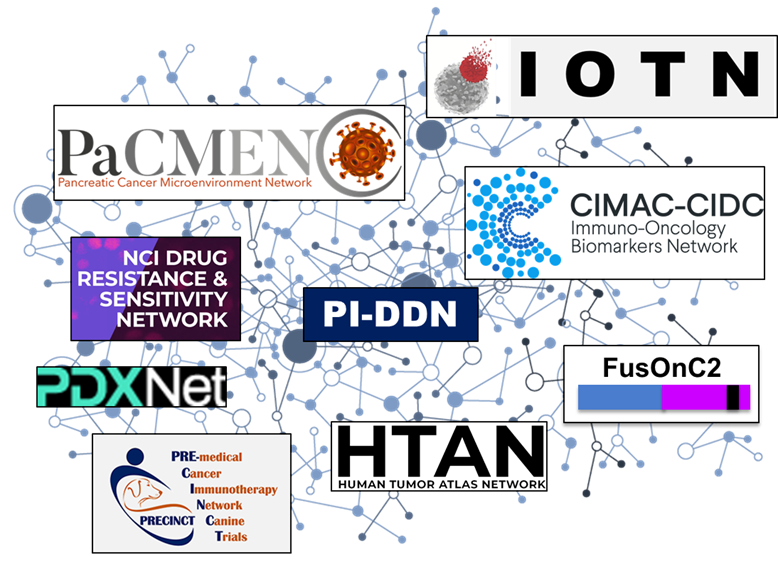 IOTN
PaCMEN
Pancreatic Cancer Microenvironment Network
CIMAC-CIDC
Immuno-Oncology
Biomarkers Network
NCI DRUG
RESISTANCE &
SENSITIVITY
NETWORK
PI-DDN
FusOnC2
PDXNet
HTAN
HUMAN TUMOR ATLAS NETWORK
PRE-medical
Cancer
Immunotherapy
Network
Canine
Trials
PRECINCT